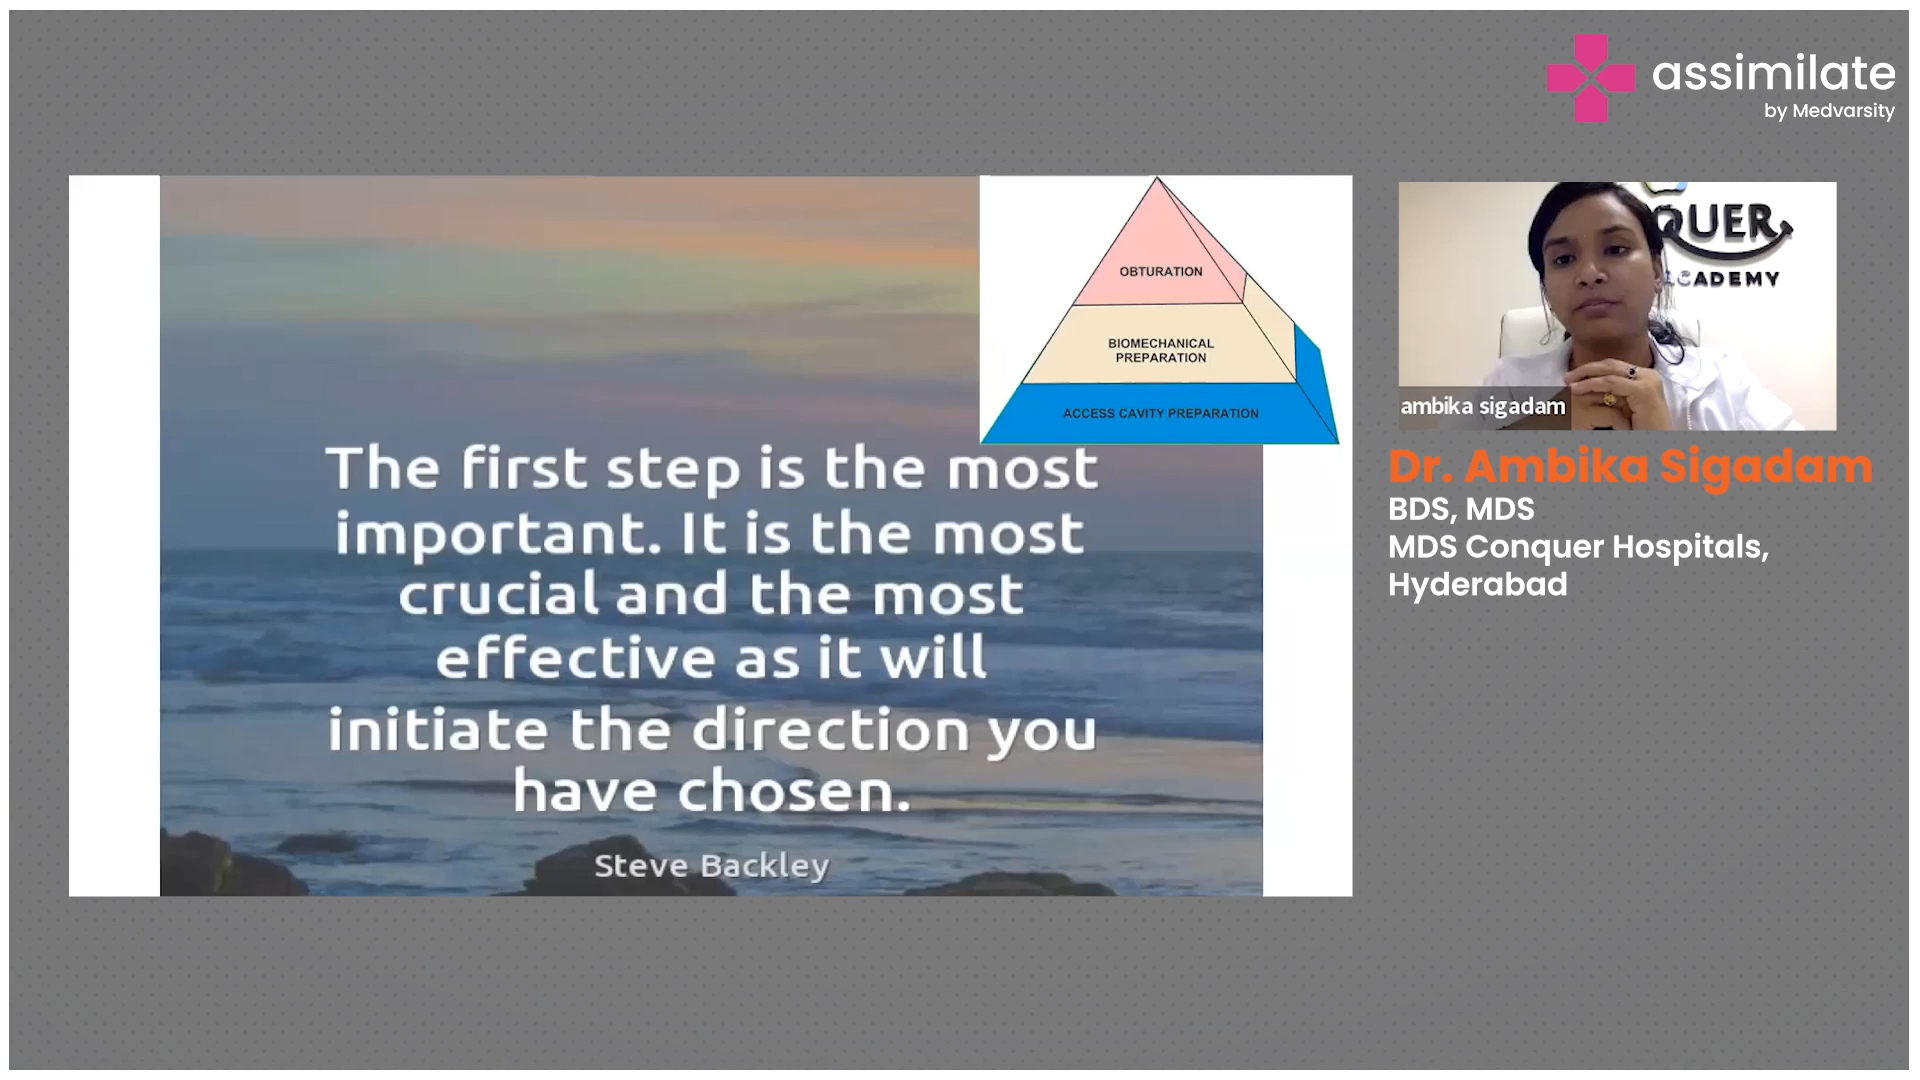 assimilate
by Medvarsity
OBTURATION
BIOMECHANICAL
PREPARATION
ACCESS CAVITY PREPARATION
The first step is the most
important. It is the most
crucial and the most
effective as it will
initiate the direction you
have chosen.
Steve Backley
QUER
ACADEMY
ambika sigadam
Dr. Ambika Sigadam
BDS, MDS
MDS Conquer Hospitals,
Hyderabad